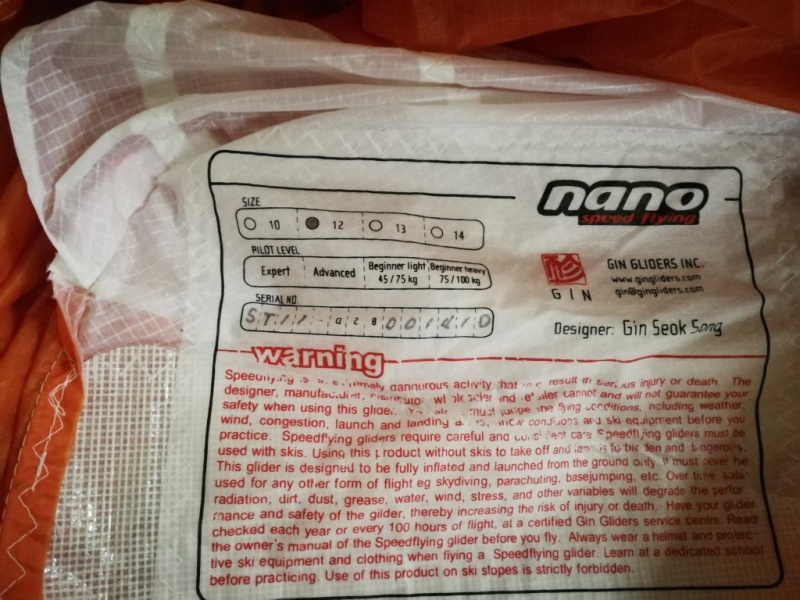 nano
speed flying
SIZE
10 12 13 14
PILOT LEVEL
Expert Advanced Beginner light Beginner heavy
45/75 kg 75/100 kg
GIN GLIDERS INC.
www.gingliders.com
gin@gingliders.com
GIN
SERIAL NO.
Designer: Gin Seok Song
warning
Speedflying is dangurous activity that result in injury or death. The
designer, and cannot and will not guarantee your
safety when using this glider. must judge the flying conditions, including weather,
wind, congestion, launch and landing snow conditions and ski equipment before you
practice. Speedflying gliders require careful and care Speedflying gliders must be
used with skis. Using this product without skis to take off and is and
This glider is designed to be fully inflated and launched from the ground only. It must never be
used for any other form of flight eg skydiving, parachuting, basejumping, etc. Over time, solar
radiation, dirt, dust, grease, water, wind, stress, and other variables will degrade the perfor
mance and safety of the gilder, thereby increasing the risk of injury or death. Have your glider
checked each year or every 100 hours of flight, at a certified Gin Gliders service centre. Read
the owner's manual of the Speedflying glider before you fly. Always wear a helmet and protec-
tive ski equipment and clothing when flying a Speedflying glider. Learn at a dedicated school
before practicing. Use of this product on ski slopes is strictly forbidden.